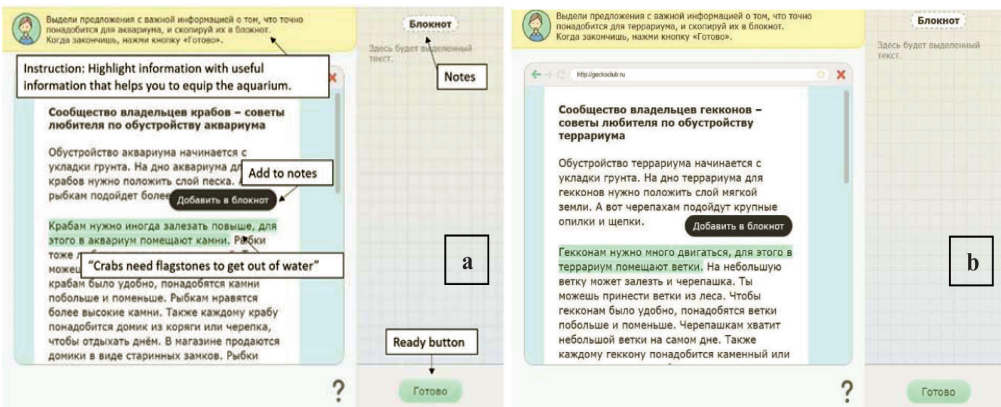 Выдели предложения с важной информацией о том, что точно
понадобится для аквариума, и скопируй их в блокнот.
Когда закончишь, нажми кнопку «Готово».
Блокнот
Здесь будет выделенный
текст.
Instruction: Highlight information with useful
information that helps you to equip the aquarium.
Notes
Сообщество владельцев крабов – советы
любителя по обустройству аквариума
Обустройство аквариума начинается с
укладки грунта. На дно аквариума
крабов нужно положить слой песка.
рыбкам подойдет
Add to notes
Добавить в блокнот
Крабам нужно иногда залезать повыше, для
этого в аквариум помещают камни. Рыбки
тоже
"Crabs need flagstones to get out of water"
крабам было удобно, понадобятся камни
побольше и поменьше. Рыбкам нравятся
более высокие камни. Также каждому крабу
понадобится домик из коряги или черепка,
чтобы отдыхать днём. В магазине продаются
домики в виде старинных замков. Рыбки
a
Ready button
?
Готово
Выдели предложения с важной информацией о том, что точно
понадобится для террариума, и скопируй их в блокнот.
Когда закончишь, нажми кнопку «Готово».
Блокнот
Здесь будет выделенный
текст.
http://geckoclub.ru
Сообщество владельцев гекконов –
советы любителя по обустройству
террариума
Обустройство террариума начинается с
укладки грунта. На дно террариума для
гекконов нужно положить слой мягкой
земли. А вот черепахам подойдут крупные
опилки и щепки.
Добавить в блокнот
Гекконам нужно много двигаться, для этого в
террариум помещают ветки. На небольшую
ветку может залезть и черепашка. Ты
можешь принести ветки из леса. Чтобы
гекконам было удобно, понадобятся ветки
побольше и поменьше. Черепашкам хватит
небольшой ветки на самом дне. Также
каждому геккону понадобится каменный или
b
?
Готово